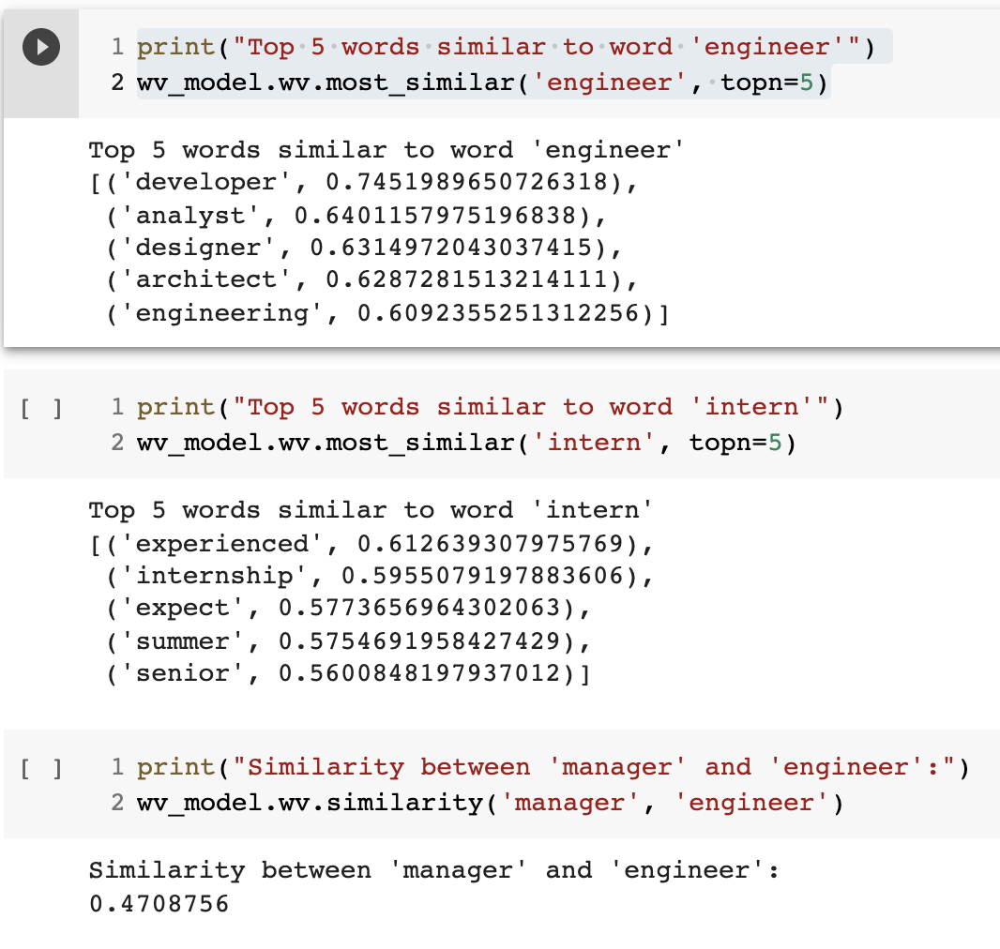 1 print("Top 5 words similar to word 'engineer'")
2 wv_model.wv.most_similar('engineer', topn=5)
Top 5 words similar to word 'engineer'
[('developer', 0.7451989650726318),
('analyst', 0.6401157975196838),
('designer', 0.6314972043037415),
('architect', 0.6287281513214111),
('engineering', 0.6092355251312256)]
[ ] 1 print("Top 5 words similar to word 'intern'")
2 wv_model.wv.most_similar('intern', topn=5)
Top 5 words similar to word 'intern'
[('experienced', 0.612639307975769),
('internship', 0.5955079197883606),
('expect', 0.5773656964302063),
('summer', 0.5754691958427429),
('senior', 0.5600848197937012)]
[ ] 1 print("Similarity between 'manager' and 'engineer':")
2 wv_model.wv.similarity('manager', 'engineer')
Similarity between 'manager' and 'engineer':
0.4708756